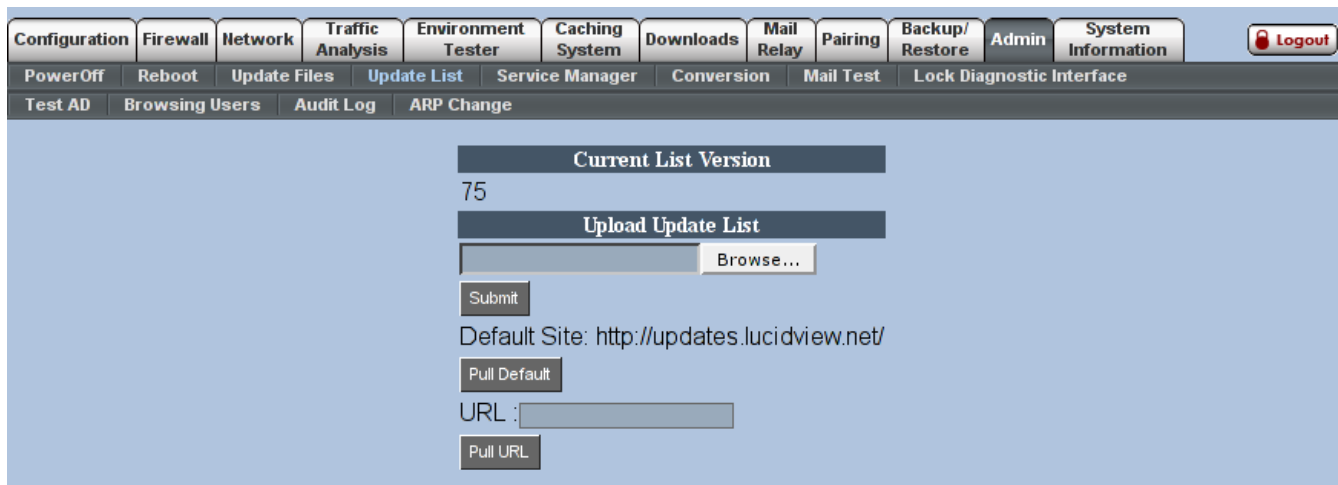 Configuration Firewall Network Traffic Analysis Environment Tester Caching System Downloads Mail Relay Pairing Backup/ Restore Admin System Information Logout
PowerOff Reboot Update Files Update List Service Manager Conversion Mail Test Lock Diagnostic Interface
Test AD Browsing Users Audit Log ARP Change
Current List Version
75
Upload Update List
Browse...
Submit
Default Site: http://updates.lucidview.net/
Pull Default
URL :
Pull URL